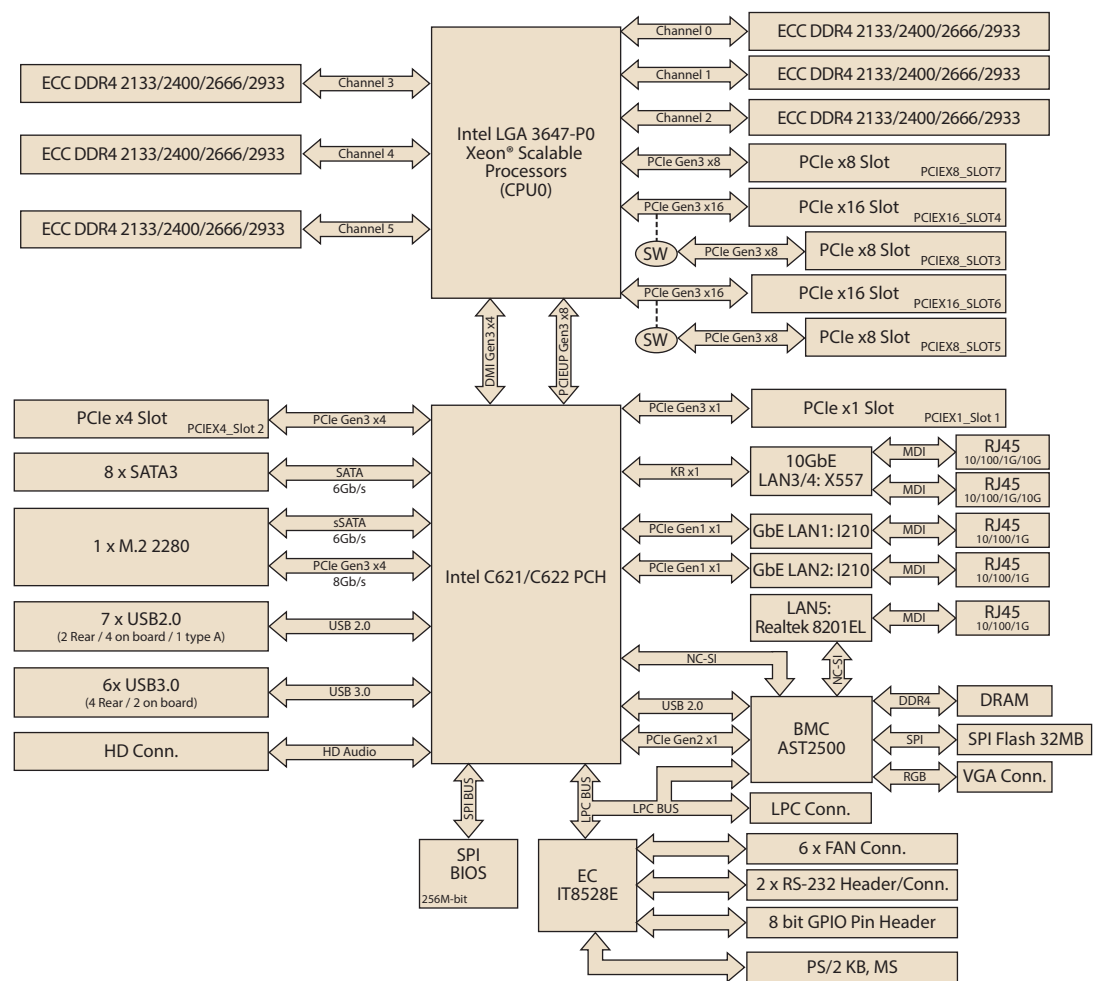 Channel 0
ECC DDR4 2133/2400/2666/2933
Channel 1
ECC DDR4 2133/2400/2666/2933
Channel 2
ECC DDR4 2133/2400/2666/2933
ECC DDR4 2133/2400/2666/2933
Channel 3
ECC DDR4 2133/2400/2666/2933
Channel 4
ECC DDR4 2133/2400/2666/2933
Channel 5
Intel LGA 3647-P0
Xeon® Scalable
Processors
(CPU0)
PCIe Gen3 x8
PCIe x8 Slot
PCIEX8_SLOT7
PCIe Gen3 x16
PCIe x16 Slot
PCIEX16_SLOT4
SW
PCIe Gen3 x8
PCIe x8 Slot
PCIEX8_SLOT3
PCIe Gen3 x16
PCIe x16 Slot
PCIEX16_SLOT6
SW
PCIe Gen3 x8
PCIe x8 Slot
PCIEX8_SLOT5
DMI Gen3 x4
PCIEUP Gen3 x8
PCIe x4 Slot
PCIEX4_Slot 2
PCIe Gen3 x4
8 x SATA3
SATA
6Gb/s
1 x M.2 2280
sSATA
6Gb/s
PCIe Gen3 x4
8Gb/s
7 x USB2.0
(2 Rear / 4 on board / 1 type A)
USB 2.0
6x USB3.0
(4 Rear / 2 on board)
USB 3.0
HD Conn.
HD Audio
Intel C621/C622 PCH
PCIe Gen3 x1
PCIe x1 Slot
PCIEX1_Slot 1
KR x1
10GbE
LAN3/4: X557
MDI
RJ45
10/100/1G/10G
MDI
RJ45
10/100/1G/10G
PCIe Gen1 x1
GbE LAN1: I210
MDI
RJ45
10/100/1G
PCIe Gen1 x1
GbE LAN2: I210
MDI
RJ45
10/100/1G
LAN5:
Realtek 8201EL
MDI
RJ45
10/100/1G
NC-SI
NC-SI
USB 2.0
PCIe Gen2 x1
BMC
AST2500
DDR4
DRAM
SPI
SPI Flash 32MB
RGB
VGA Conn.
SPI BUS
LPC BUS
LPC BUS
LPC Conn.
SPI
BIOS
256M-bit
EC
IT8528E
6 x FAN Conn.
2 x RS-232 Header/Conn.
8 bit GPIO Pin Header
PS/2 KB, MS